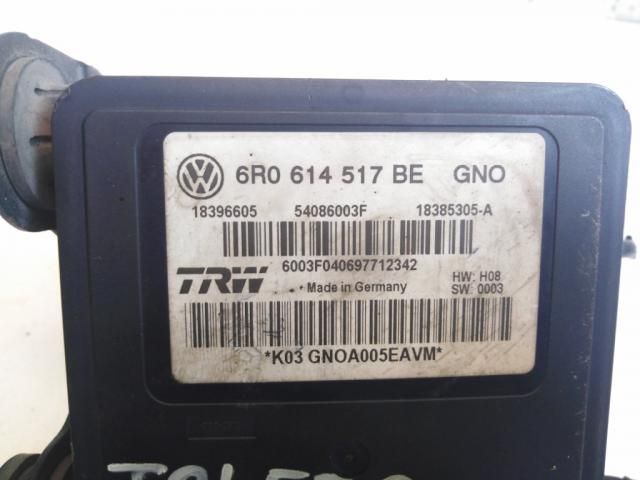 6R0 614 517 BE GNO
18396605 54086003F 18385305-A
6003F040697712342
TRW Made in Germany HW: H08
SW: 0003
*K03 GNOA005EAVM*
TOLEDO